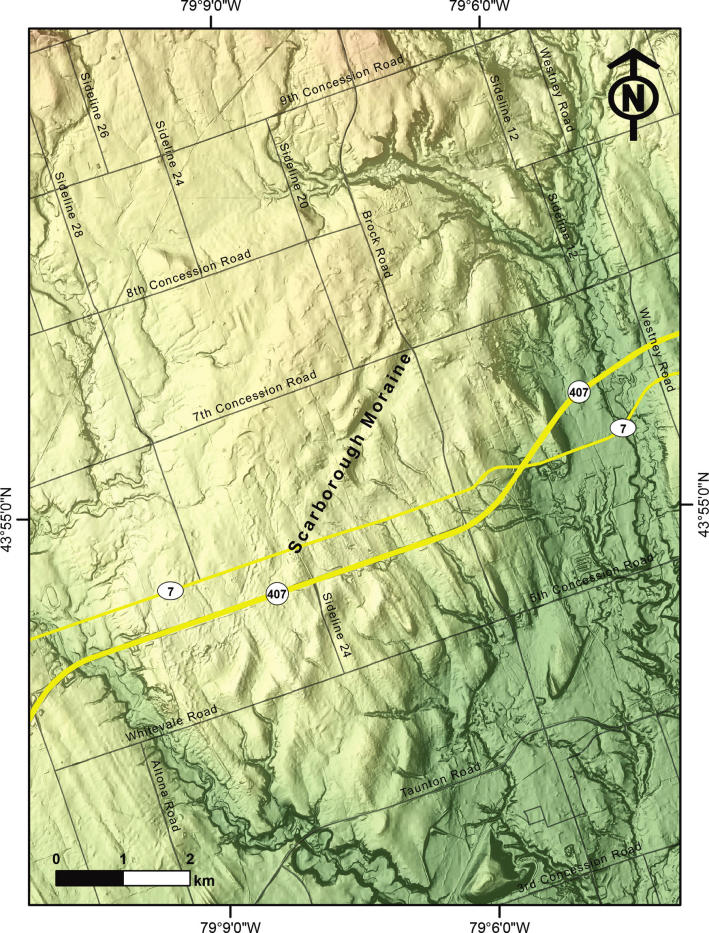 79°9'0"W
79°6'0"W
9th Concession Road
Westney Road
Sideline 26
Sideline 12
N
Sideline 24
Sideline 20
Sideline 28
Brock Road
8th Concession Road
Westney Road
7th Concession Road
407
7
Scarborough Moraine
43°55'0"N
43°55'0"N
5th Concession Road
7
407
Sideline 24
Whitevale Road
Altona Road
Taunton Road
3rd Concession Road
0 1 2
km
79°9'0"W
79°6'0"W